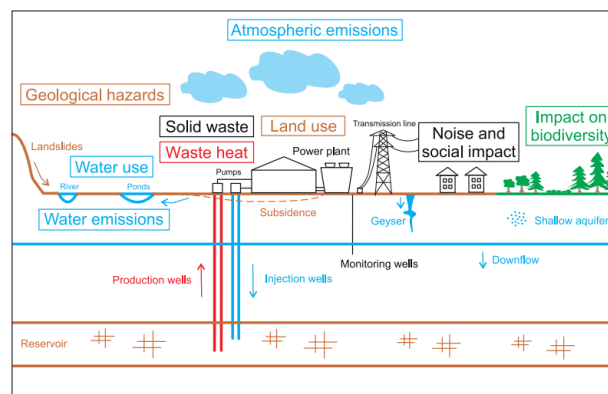 Atmospheric emissions
Geological hazards
Solid waste
Land use
Transmission line
Impact on
biodiversity
Noise and
social impact
Landslides
Water use
Waste heat
Power plant
Pumps
River
Ponds
Water emissions
Subsidence
Geyser
Shallow aquifer
Monitoring wells
Downflow
Production wells
Injection wells
Reservoir